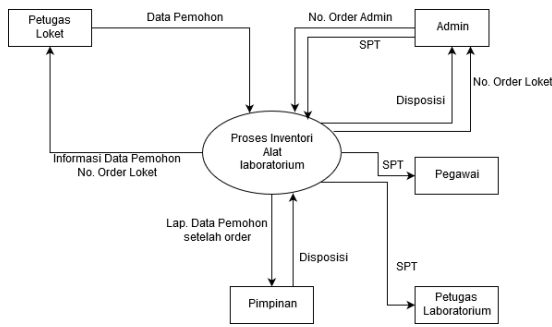 Petugas
Loket
Data Pemohon
No. Order Admin
SPT
Admin
No. Order Loket
Disposisi
Proses Inventori
Alat
laboratorium
Informasi Data Pemohon
No. Order Loket
SPT
Pegawai
Lap. Data Pemohon
setelah order
Disposisi
SPT
Pimpinan
Petugas
Laboratorium